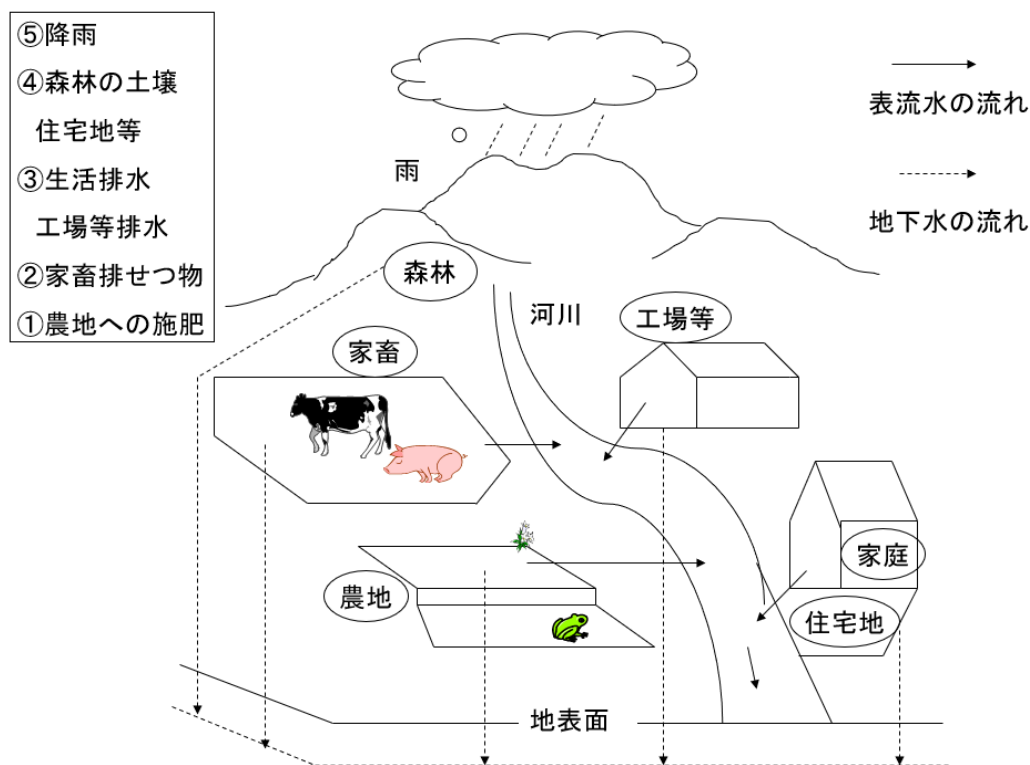 ⑤降雨
④森林の土壌
住宅地等
③生活排水
工場等排水
②家畜排せつ物
①農地への施肥
表流水の流れ
雨
地下水の流れ
森林
河川
工場等
家畜
家庭
農地
住宅地
地表面